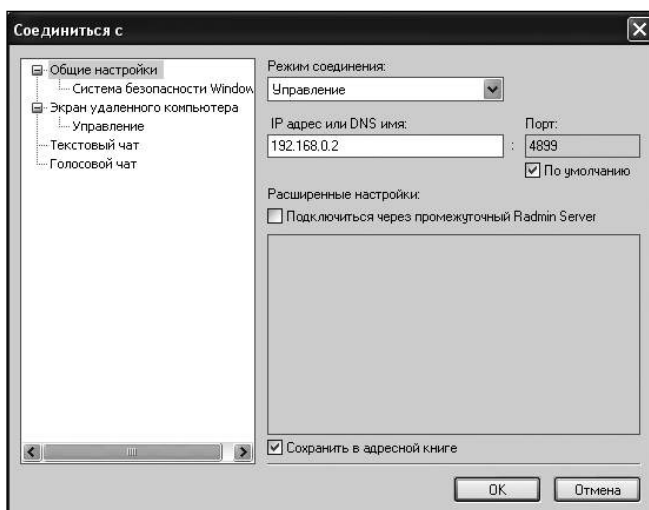 Соединиться с
Общие настройки
Система безопасности Window
Экран удаленного компьютера
Управление
Текстовый чат
Голосовой чат
Режим соединения:
Управление
IP адрес или DNS имя:
Порт:
192.168.0.2 : 4899
По умолчанию
Расширенные настройки:
Подключиться через промежуточный Radmin Server
Сохранить в адресной книге
OK
Отмена